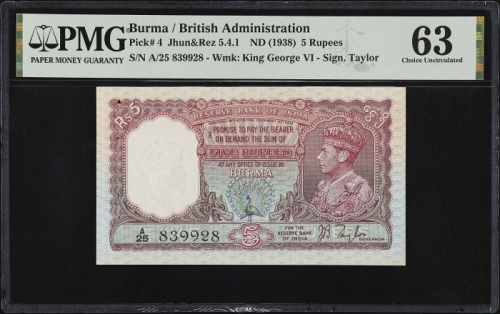 PMG
PAPER MONEY GUARANTY
Burma / British Administration
Pick# 4 Jhun&Rez 5.4.1 ND (1938) 5 Rupees
S/N A/25 839928 - Wmk: King George VI - Sign. Taylor
63
Choice Uncirculated
RESERVE BANK OF INDIA
Rs 5
I PROMISE TO PAY THE BEARER
ON DEMAND THE SUM OF
FIVE RUPEES
AT ANY OFFICE OF ISSUE IN
BURMA
A/25 839928
5
FOR THE
RESERVE BANK
OF INDIA
J B Taylor
GOVERNOR